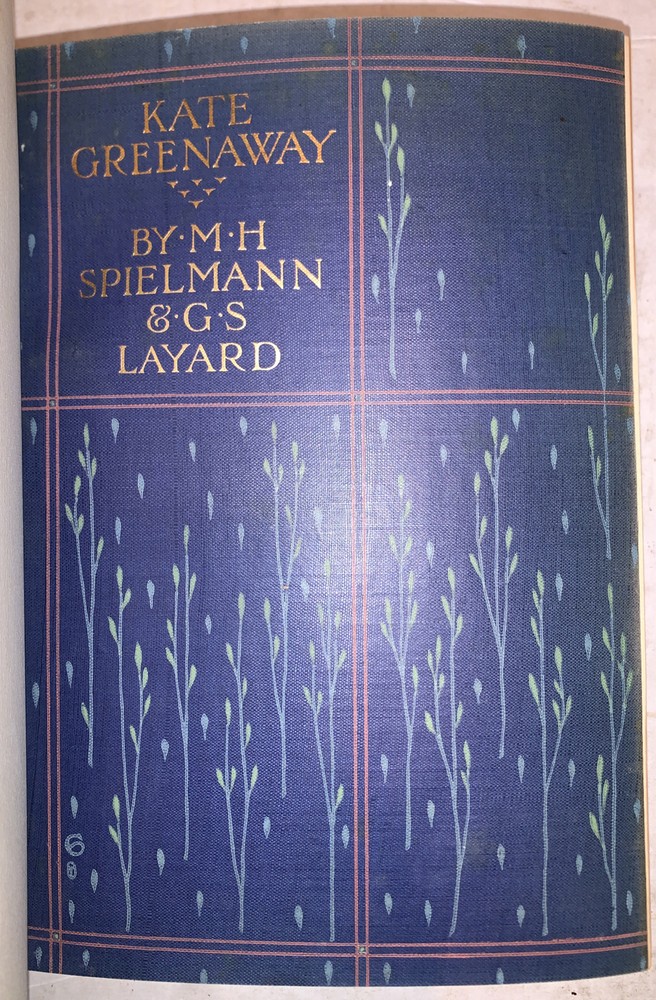 KATE
GREENAWAY
BY·M·H
SPIELMANN
&·G·S
LAYARD